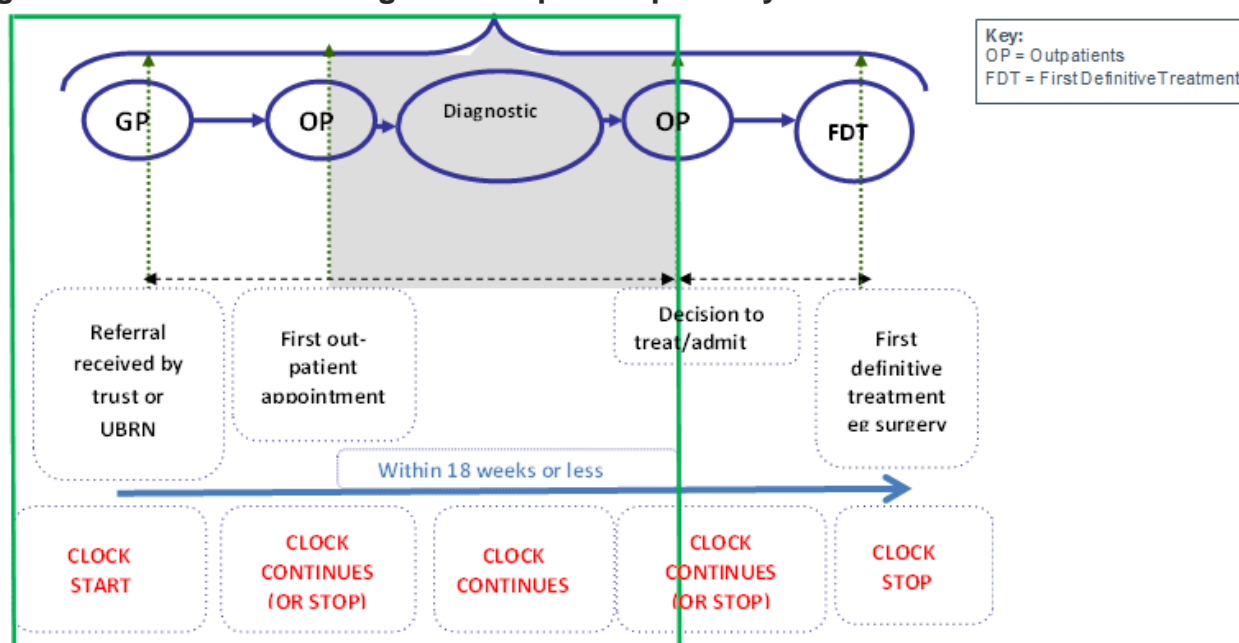 Key:
OP = Outpatients
FDT = First Definitive Treatment
GP
OP
Diagnostic
OP
FDT
Referral
received by
trust or
UBRN
First out-
patient
appointment
Decision to
treat/admit
First
definitive
treatment
eg surgery
Within 18 weeks or less
CLOCK
START
CLOCK
CONTINUES
(OR STOP)
CLOCK
CONTINUES
CLOCK
CONTINUES
(OR STOP)
CLOCK
STOP